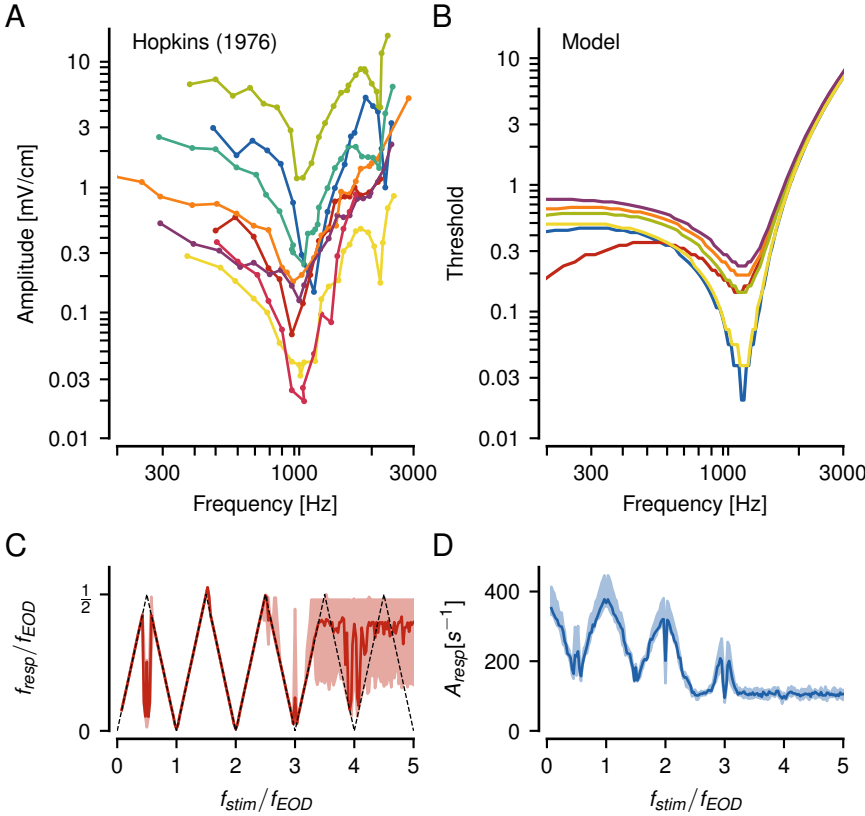 A
Hopkins (1976)
10
3
1
0.3
0.1
0.03
0.01
Amplitude [mV/cm]
300
1000
3000
Frequency [Hz]
B
Model
10
3
1
0.3
0.1
0.03
0.01
Threshold
300
1000
3000
Frequency [Hz]
C
1/2
0
f_resp/f_EOD
0 1 2 3 4 5
f_stim/f_EOD
D
400
200
0
A_resp[s^−1]
0 1 2 3 4 5
f_stim/f_EOD